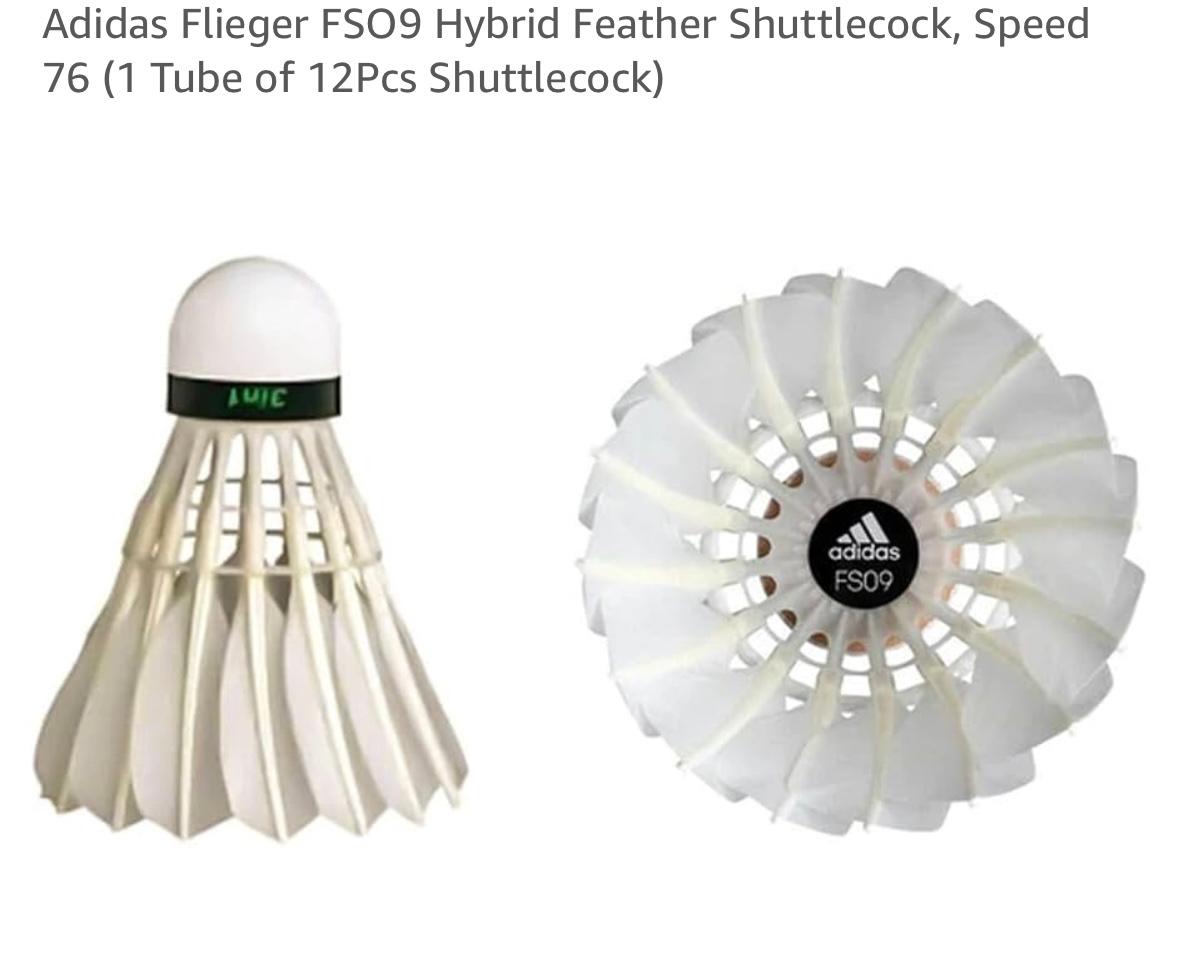 Adidas Flieger FSO9 Hybrid Feather Shuttlecock, Speed
76 (1 Tube of 12Pcs Shuttlecock)
adidas
FS09